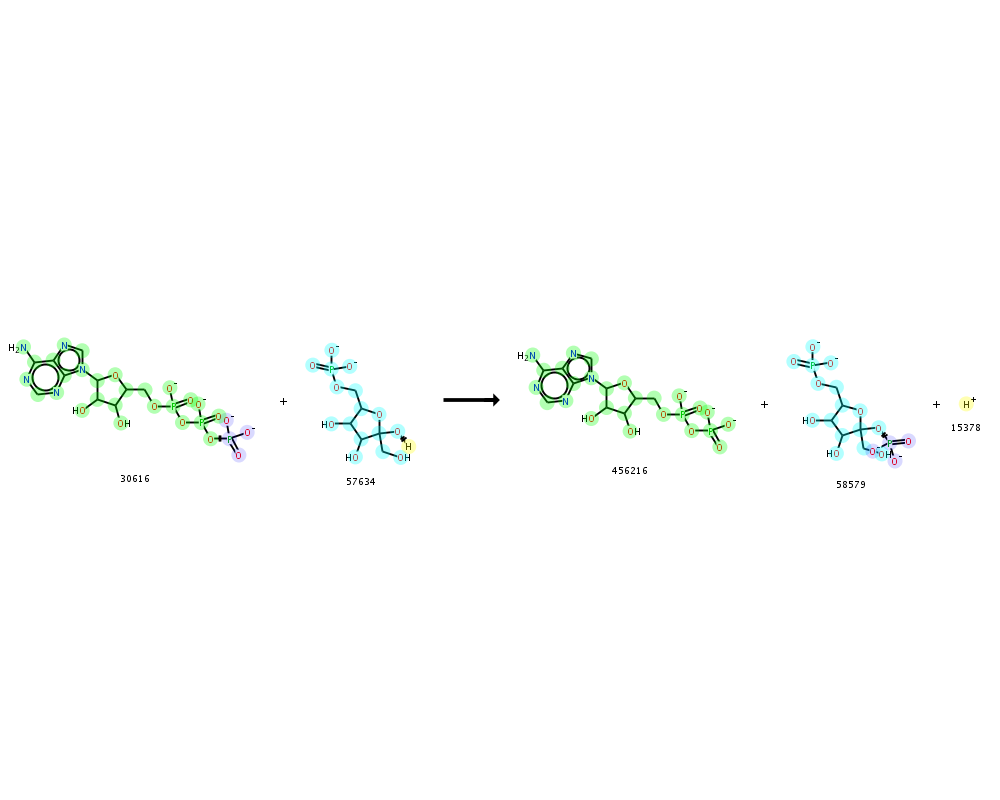 H2N N N N N O HO OH O O- P O O O- P O O O- P O- O
30616
+
O- O P O- O O HO HO O H OH
57634
H2N N N N N O HO OH O O- P O O O- P O- O
456216
+
O- O P O- O O HO HO O P O O- O- OH
58579
+
H+
15378